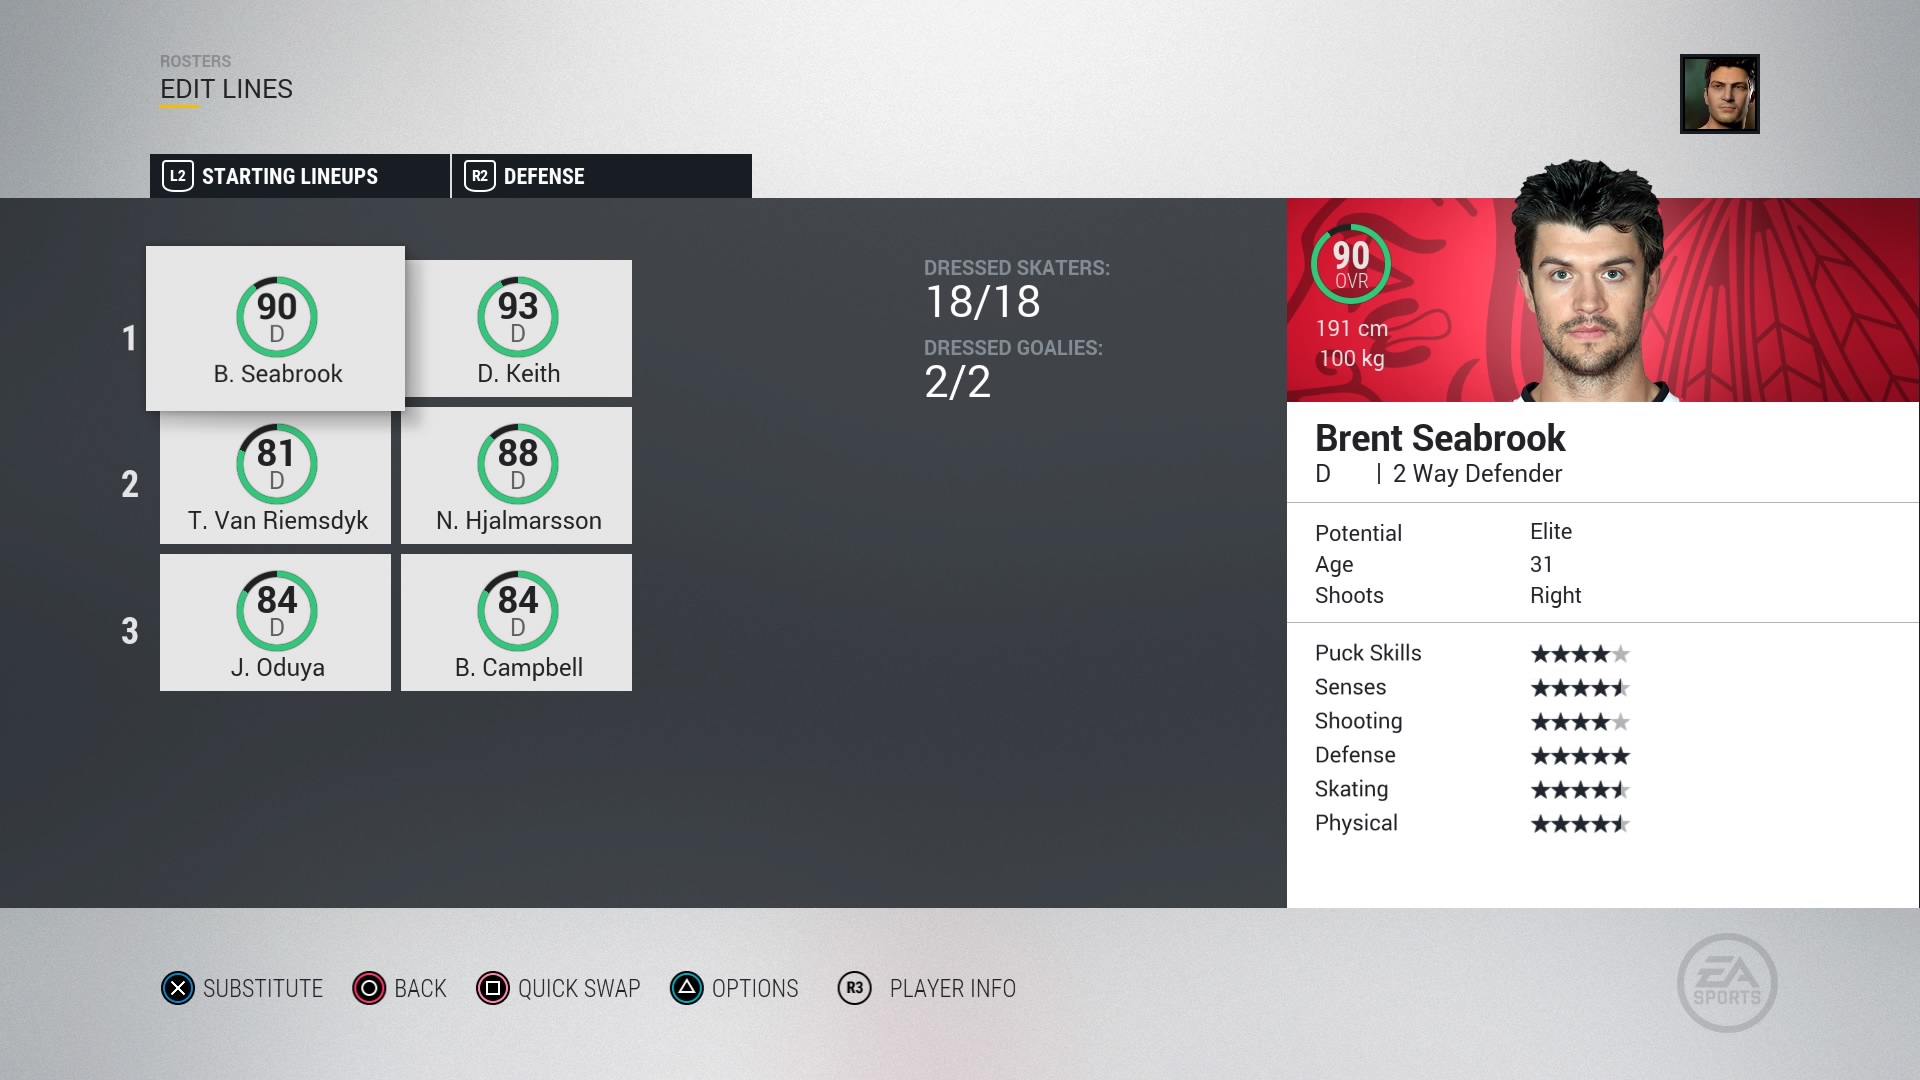 ROSTERS
EDIT LINES
L2 STARTING LINEUPS
R2 DEFENSE
1
90
D
B. Seabrook
93
D
D. Keith
2
81
D
T. Van Riemsdyk
88
D
N. Hjalmarsson
3
84
D
J. Oduya
84
D
B. Campbell
DRESSED SKATERS:
18/18
DRESSED GOALIES:
2/2
90
OVR
191 cm
100 kg
Brent Seabrook
D | 2 Way Defender
Potential Elite
Age 31
Shoots Right
Puck Skills
Senses
Shooting
Defense
Skating
Physical
SUBSTITUTE BACK QUICK SWAP OPTIONS R3 PLAYER INFO
EA
SPORTS